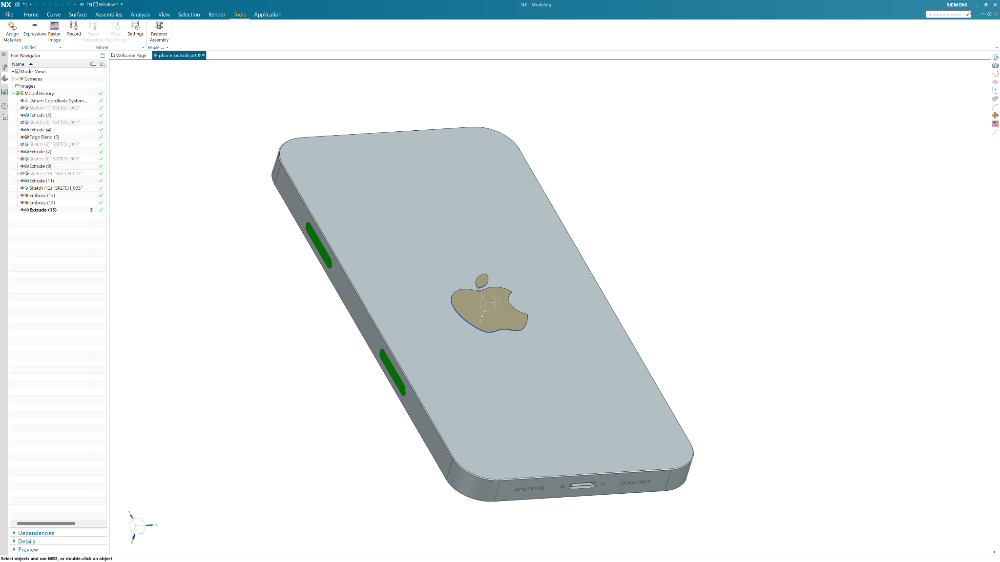 NX
Window
NX - Modeling
SIEMENS
File Home Curve Surface Assemblies Analysis View Selection Render Tools Application
Find a Command
Assign Materials
Expressions
Raster Image
Record
Pause Recording
Stop Recording
Settings
Fastener Assembly
Utilities
Movie
Reuse ...
Part Navigator
Welcome Page
phone_outside.prt
Name C... U...
Model Views
Cameras
Images
Model History
Datum Coordinate System...
Sketch (1) "SKETCH_000"
Extrude (2)
Sketch (3) "SKETCH_001"
Extrude (4)
Edge Blend (5)
Sketch (6) "SKETCH_002"
Extrude (7)
Sketch (8) "SKETCH_003"
Extrude (9)
Sketch (10) "SKETCH_004"
Extrude (11)
Sketch (12) "SKETCH_005"
Emboss (13)
Emboss (14)
Extrude (15)
Z
X
Y
Z
Dependencies
Details
Preview
Select objects and use MB3, or double-click an object